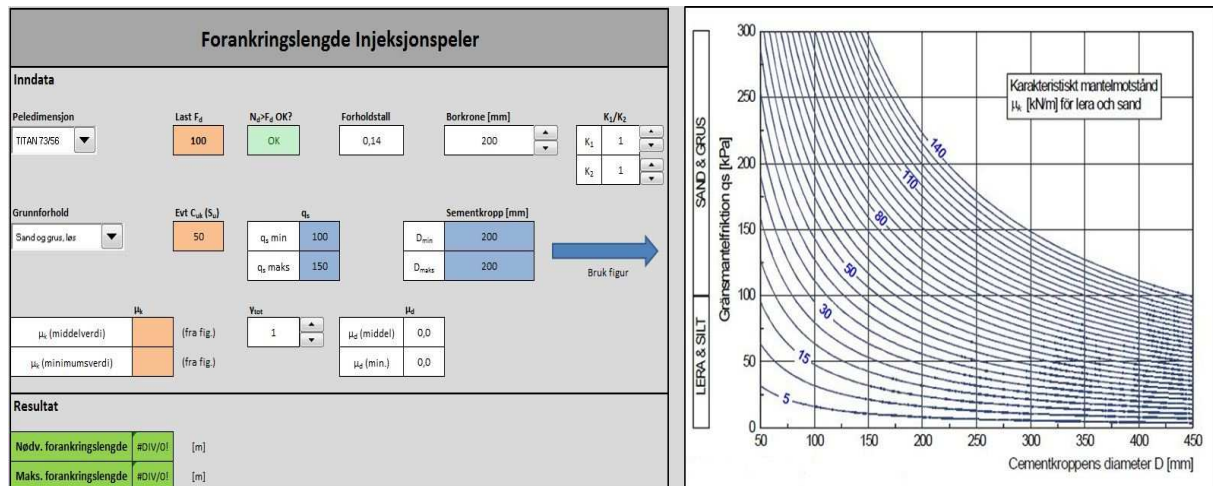 Forankringslengde Injeksjonspeler
Inndata
Peledimensjon
Last Fd
Nd>Fd OK?
Forholdstall
Borkrone [mm]
K1/K2
TITAN 73/56
100
OK
0,14
200
K1 1
K2 1
Grunnforhold
Evt Cuk (Su)
qs
Sementkropp [mm]
Sand og grus, løs
50
qs min 100
qs maks 150
Dmin 200
Dmaks 200
Bruk figur
μk
γtot
μd
μk (middelverdi) (fra fig.)
1
μd (middel) 0,0
μk (minimumsverdi) (fra fig.)
μd (min.) 0,0
Resultat
Nødv. forankringslengde #DIV/0! [m]
Maks. forankringslengde #DIV/0! [m]
Karakteristiskt mantelmotstånd
μk [kN/m] för lera och sand
SAND & GRUS
LERA & SILT
Gränsmantelfriktion qs [kPa]
300
250
200
150
100
50
0
140
110
80
50
30
15
5
50 100 150 200 250 300 350 400 450
Cementkroppens diameter D [mm]